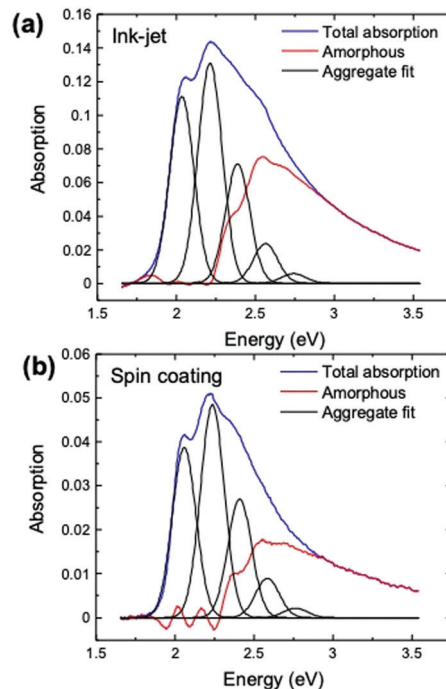 (a)
Ink-jet
Total absorption
Amorphous
Aggregate fit
0.16
0.14
0.12
0.10
0.08
0.06
0.04
0.02
0
Absorption
1.5 2 2.5 3 3.5
Energy (eV)
(b)
Spin coating
Total absorption
Amorphous
Aggregate fit
0.06
0.05
0.04
0.03
0.02
0.01
0
Absorption
1.5 2 2.5 3 3.5
Energy (eV)